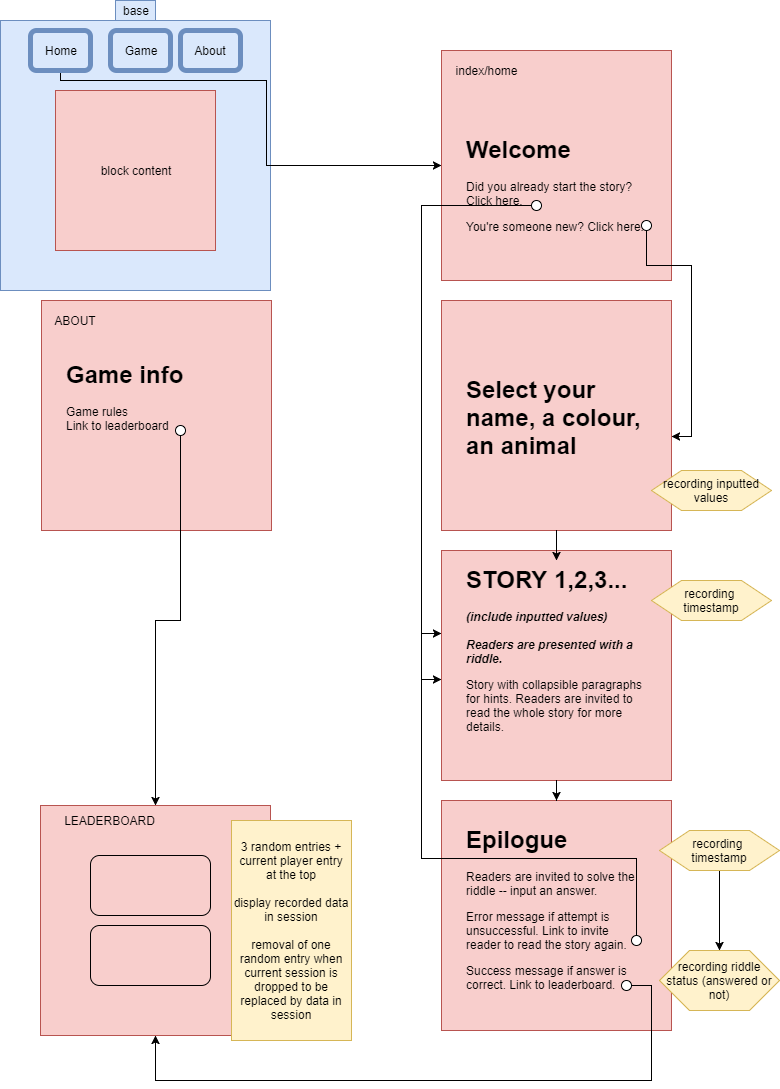 base
Home
Game
About
block content
index/home
Welcome
Did you already start the story?
Click here.
You're someone new? Click here.
ABOUT
Game info
Game rules
Link to leaderboard
Select your
name, a colour,
an animal
recording inputted
values
STORY 1,2,3...
(include inputted values)
Readers are presented with a
riddle.
Story with collapsible paragraphs
for hints. Readers are invited to
read the whole story for more
details.
recording
timestamp
LEADERBOARD
3 random entries +
current player entry
at the top
display recorded data
in session
removal of one
random entry when
current session is
dropped to be
replaced by data in
session
Epilogue
Readers are invited to solve the
riddle -- input an answer.
Error message if attempt is
unsuccessful. Link to invite
reader to read the story again.
Success message if answer is
correct. Link to leaderboard.
recording
timestamp
recording riddle
status (answered or
not)